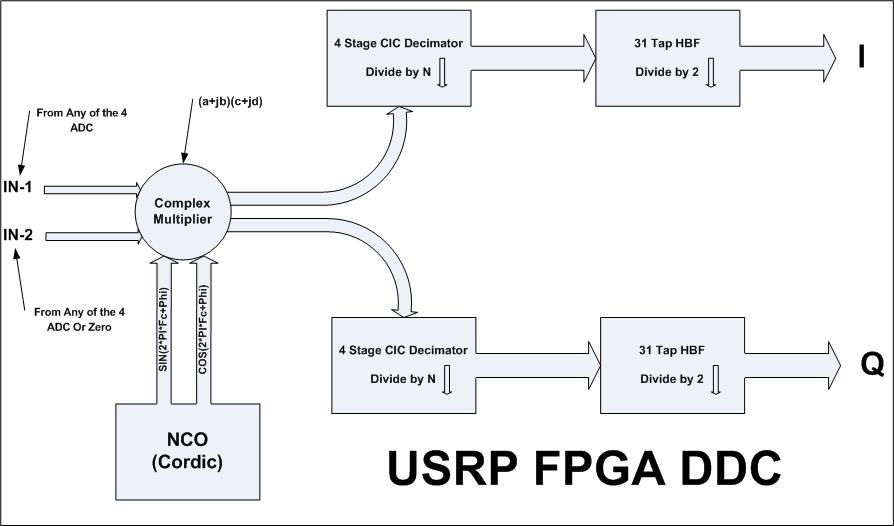 4 Stage CIC Decimator
Divide by N
31 Tap HBF
Divide by 2
I
(a+jb)(c+jd)
From Any of the 4
ADC
IN-1
Complex
Multiplier
IN-2
From Any of the 4
ADC Or Zero
SIN(2*PI*Fc+Phi)
COS(2*PI*Fc+Phi)
4 Stage CIC Decimator
Divide by N
31 Tap HBF
Divide by 2
Q
NCO
(Cordic)
USRP FPGA DDC